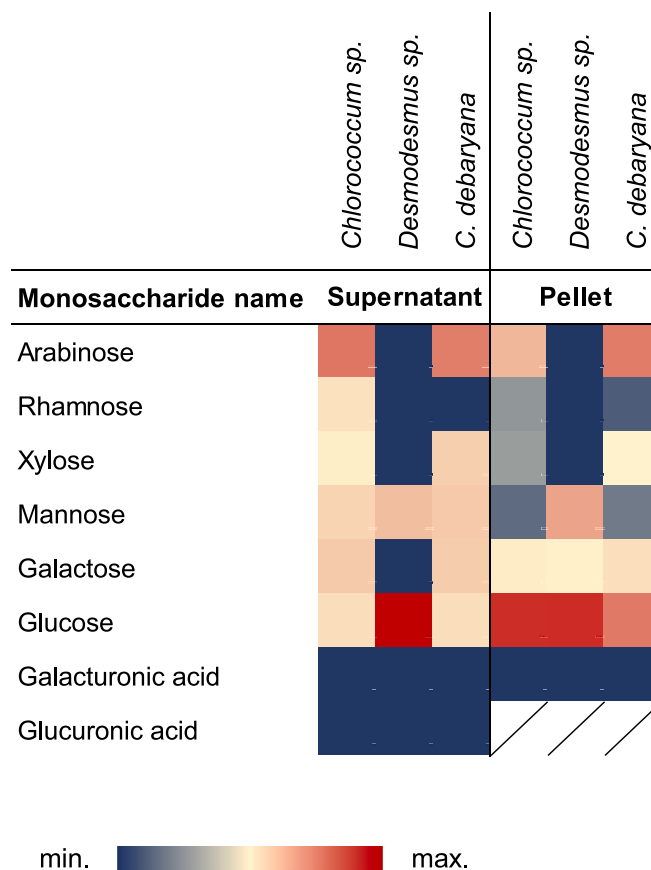 Chlorococcum sp.
Desmodesmus sp.
C. debaryana
Chlorococcum sp.
Desmodesmus sp.
C. debaryana
Monosaccharide name Supernatant Pellet
Arabinose
Rhamnose
Xylose
Mannose
Galactose
Glucose
Galacturonic acid
Glucuronic acid
min. max.